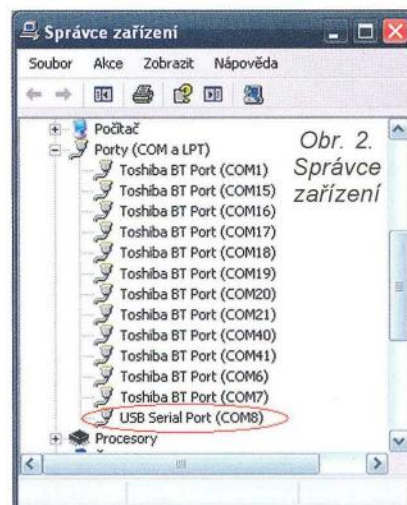 Správce zařízení
Soubor Akce Zobrazit Nápověda
Počítač
Porty (COM a LPT)
Toshiba BT Port (COM1)
Toshiba BT Port (COM15)
Toshiba BT Port (COM16)
Toshiba BT Port (COM17)
Toshiba BT Port (COM18)
Toshiba BT Port (COM19)
Toshiba BT Port (COM20)
Toshiba BT Port (COM21)
Toshiba BT Port (COM40)
Toshiba BT Port (COM41)
Toshiba BT Port (COM6)
Toshiba BT Port (COM7)
USB Serial Port (COM8)
Procesory
Obr. 2.
Správce
zařízení